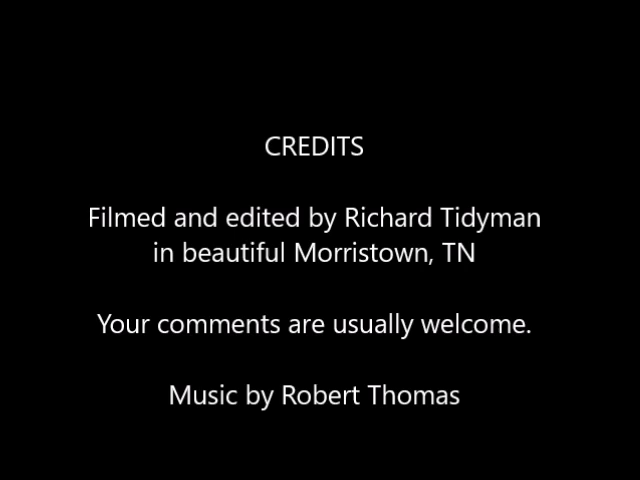 CREDITS
Filmed and edited by Richard Tidyman
in beautiful Morristown, TN
Your comments are usually welcome.
Music by Robert Thomas